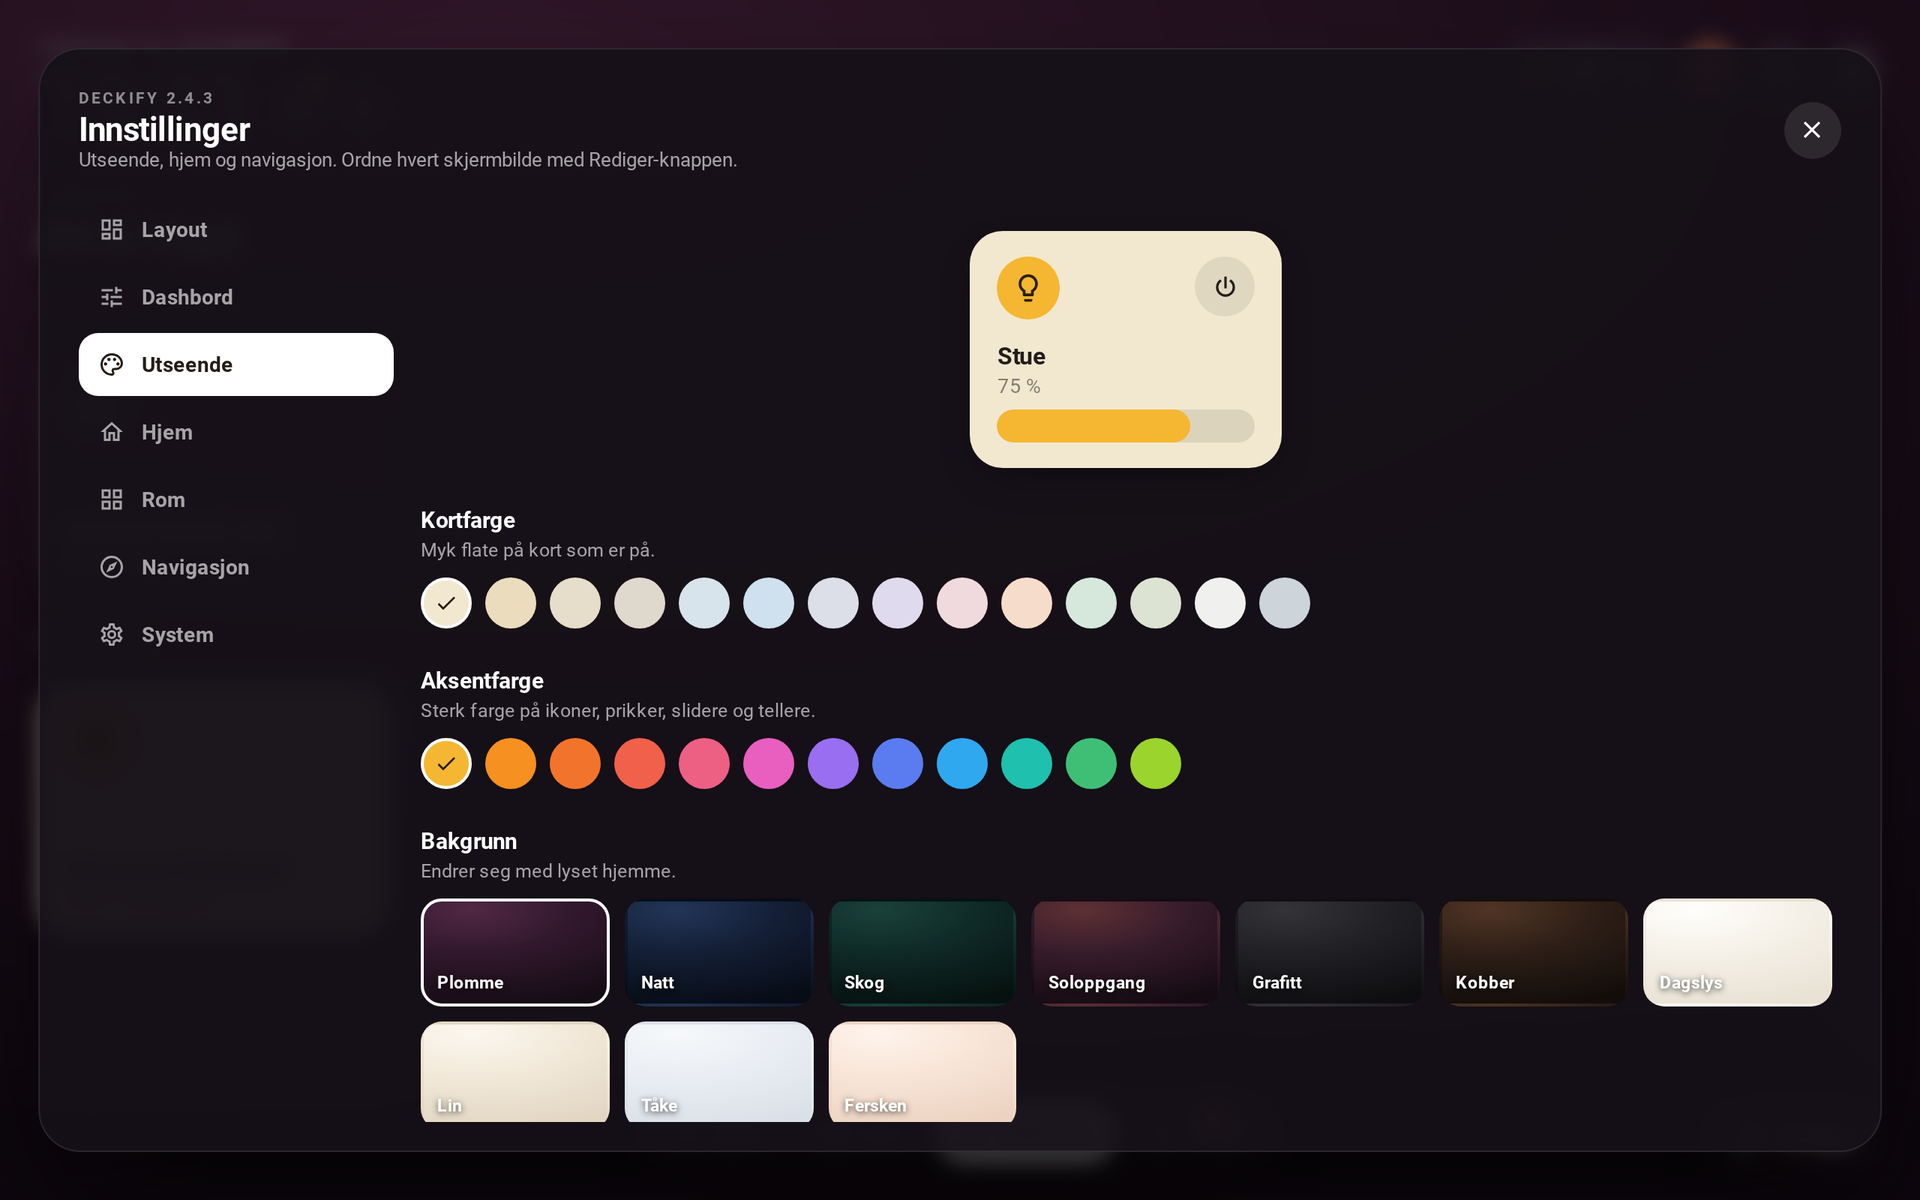 DECKIFY 2.4.3
Innstillinger
Utseende, hjem og navigasjon. Ordne hvert skjermbilde med Rediger-knappen.
Layout
Dashbord
Utseende
Hjem
Rom
Navigasjon
System
Stue
75 %
Kortfarge
Myk flate på kort som er på.
Aksentfarge
Sterk farge på ikoner, prikker, slidere og tellere.
Bakgrunn
Endrer seg med lyset hjemme.
Plomme
Natt
Skog
Soloppgang
Grafitt
Kobber
Dagslys
Lin
Tåke
Fersken